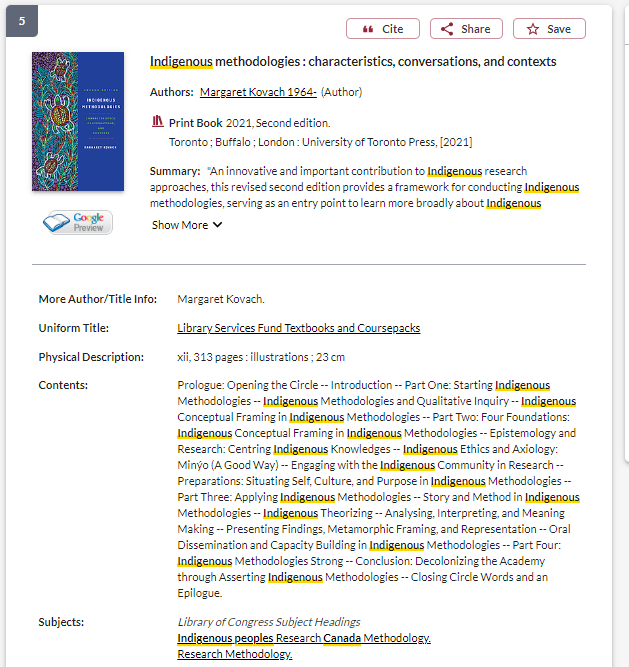 5
Cite
Share
Save
Indigenous methodologies : characteristics, conversations, and contexts
Authors: Margaret Kovach 1964- (Author)
Print Book 2021, Second edition.
Toronto ; Buffalo ; London : University of Toronto Press, [2021]
Summary: "An innovative and important contribution to Indigenous research
approaches, this revised second edition provides a framework for conducting Indigenous
methodologies, serving as an entry point to learn more broadly about Indigenous
Show More
INDIGENOUS
METHODOLOGIES
MARGARET KOVACH
Google
Preview
More Author/Title Info: Margaret Kovach.
Uniform Title: Library Services Fund Textbooks and Coursepacks
Physical Description: xii, 313 pages : illustrations ; 23 cm
Contents: Prologue: Opening the Circle -- Introduction -- Part One: Starting Indigenous
Methodologies -- Indigenous Methodologies and Qualitative Inquiry -- Indigenous
Conceptual Framing in Indigenous Methodologies -- Part Two: Four Foundations:
Indigenous Conceptual Framing in Indigenous Methodologies -- Epistemology and
Research: Centring Indigenous Knowledges -- Indigenous Ethics and Axiology:
Minýo (A Good Way) -- Engaging with the Indigenous Community in Research --
Preparations: Situating Self, Culture, and Purpose in Indigenous Methodologies --
Part Three: Applying Indigenous Methodologies -- Story and Method in Indigenous
Methodologies -- Indigenous Theorizing -- Analysing, Interpreting, and Meaning
Making -- Presenting Findings, Metamorphic Framing, and Representation -- Oral
Dissemination and Capacity Building in Indigenous Methodologies -- Part Four:
Indigenous Methodologies Strong -- Conclusion: Decolonizing the Academy
through Asserting Indigenous Methodologies -- Closing Circle Words and an
Epilogue.
Subjects: Library of Congress Subject Headings
Indigenous peoples Research Canada Methodology.
Research Methodology.